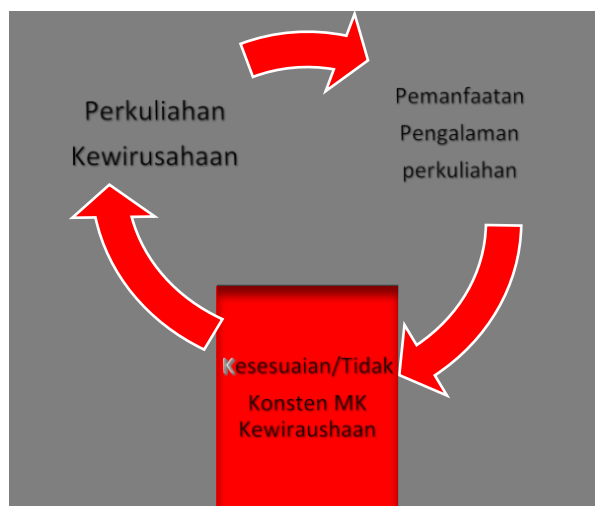 Perkuliahan
Kewirusahaan
Pemanfaatan
Pengalaman
perkuliahan
Kesesuaian/Tidak
Konsten MK
Kewiraushaan